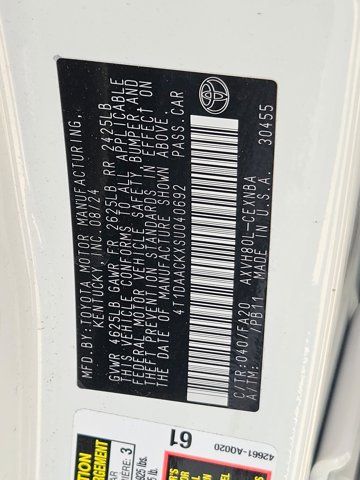 MFD.BY:TOYOTA MOTOR MANUFACTURING,
KENTUCKY, INC. 08/24
GVWR 4625LB GAWR FR 2625LB RR 2425LB
THIS VEHICLE CONFORMS TO ALL APPLICABLE
FEDERAL MOTOR VEHICLE SAFETY, BUMPER AND
THEFT PREVENTION STANDARDS IN EFFECT ON
THE DATE OF MANUFACTURE SHOWN ABOVE.
4T1DAACKXSU040692 PASS CAR
C/TR:040/FA20 AXVH80L-CEXNBA
A/TM: /PB11 MADE IN U.S.A. 30455
61
42661-A0020
3